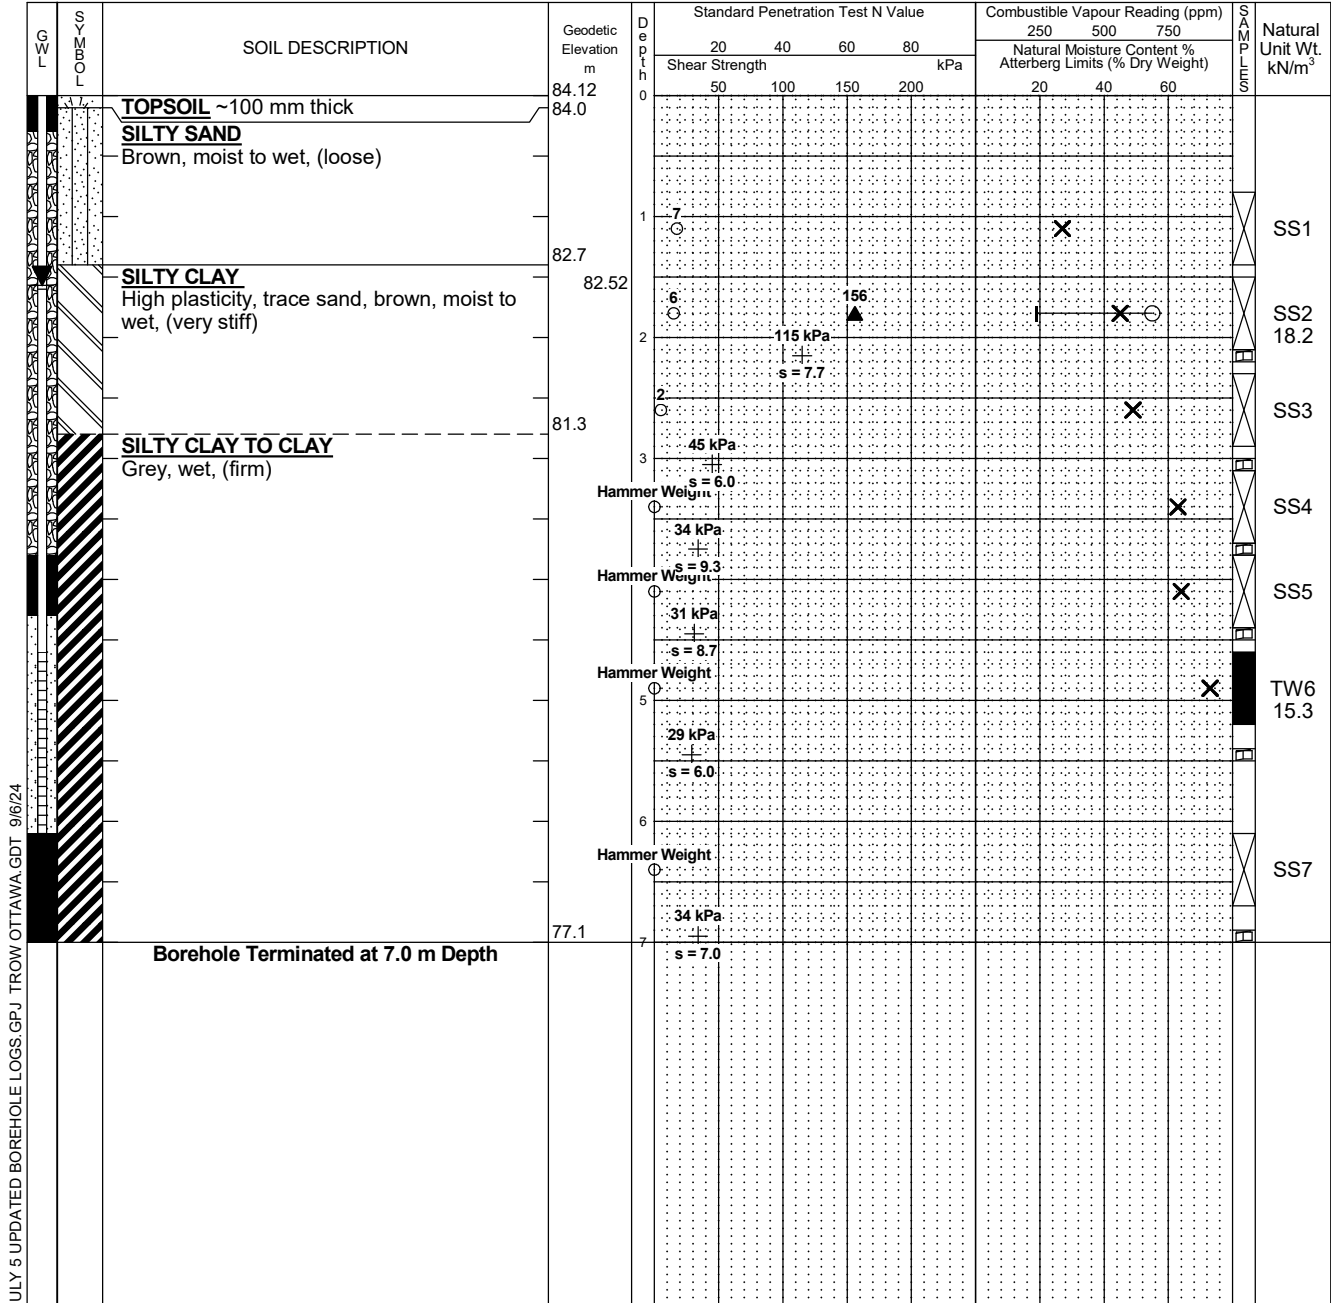 GWL
SYMBOL
SOIL DESCRIPTION
Geodetic
Elevation
m
Depth
Standard Penetration Test N Value
20 40 60 80
Shear Strength kPa
50 100 150 200
Combustible Vapour Reading (ppm)
250 500 750
Natural Moisture Content %
Atterberg Limits (% Dry Weight)
20 40 60
SAMPLES
Natural
Unit Wt.
kN/m³
84.12
0
TOPSOIL ~100 mm thick
84.0
SILTY SAND
Brown, moist to wet, (loose)
1
7
SS1
82.7
SILTY CLAY
High plasticity, trace sand, brown, moist to
wet, (very stiff)
82.52
6
156
SS2
18.2
2
115 kPa
s = 7.7
2
SS3
81.3
SILTY CLAY TO CLAY
Grey, wet, (firm)
3
45 kPa
s = 6.0
Hammer Weight
SS4
34 kPa
s = 9.3
Hammer Weight
SS5
31 kPa
s = 8.7
Hammer Weight
TW6
15.3
5
29 kPa
s = 6.0
6
Hammer Weight
SS7
34 kPa
s = 7.0
77.1
7
Borehole Terminated at 7.0 m Depth
ULY 5 UPDATED BOREHOLE LOGS.GPJ TROW OTTAWA.GDT 9/6/24